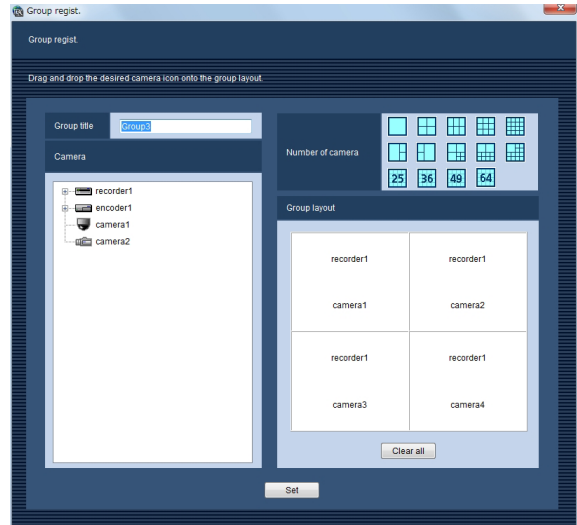 Group regist.
Group regist.
Drag and drop the desired camera icon onto the group layout.
Group title
Group3
Camera
recorder1
encoder1
camera1
camera2
Number of camera
25 36 49 64
Group layout
recorder1 recorder1
camera1 camera2
recorder1 recorder1
camera3 camera4
Clear all
Set